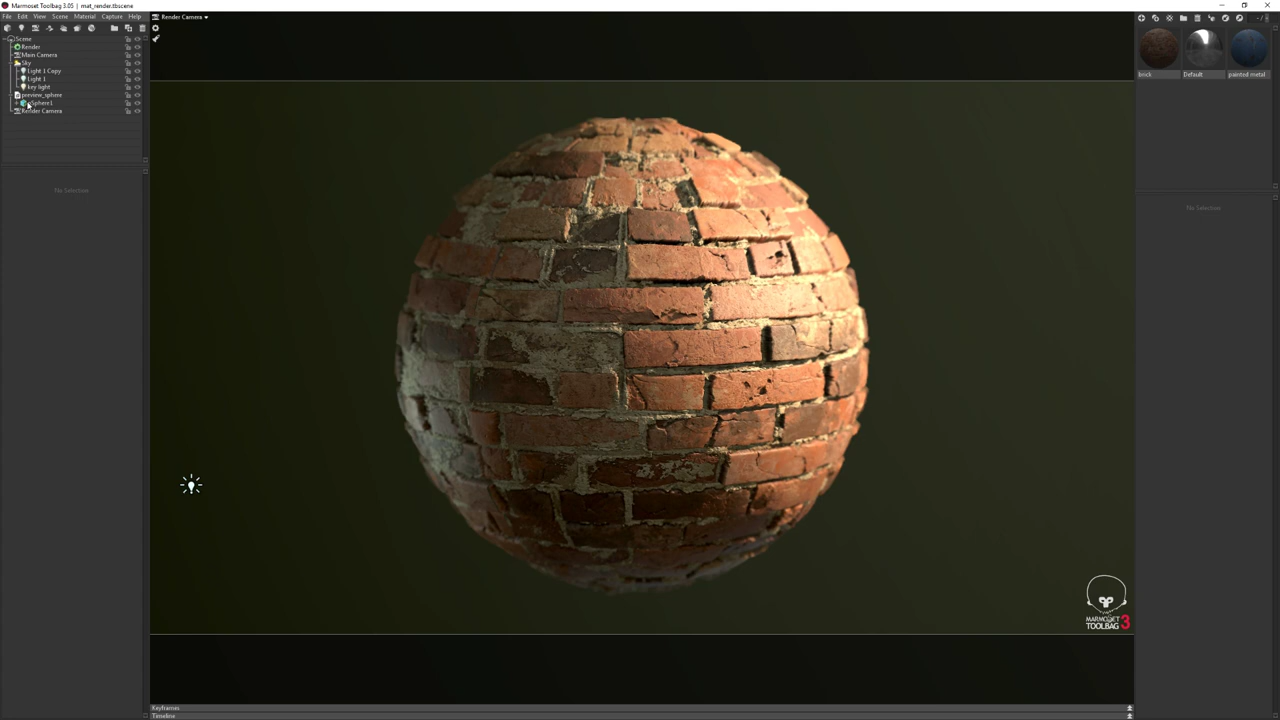 Marmoset Toolbag 3.05 | mat_render.tbscene
File Edit View Scene Material Capture Help
Render Camera
Scene
Render
Main Camera
Sky
Light 1 Copy
Light 1
key light
preview_sphere
Render Camera
No Selection
brick
Default
painted metal
No Selection
MARMOSET
TOOLBAG 3
Keyframes
Timeline